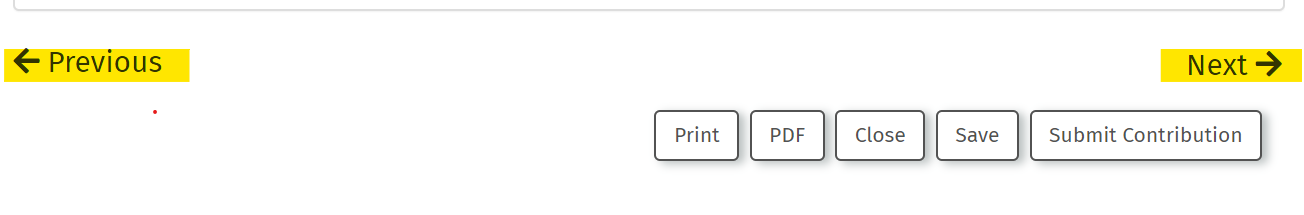 Previous Next
Print PDF Close Save Submit Contribution